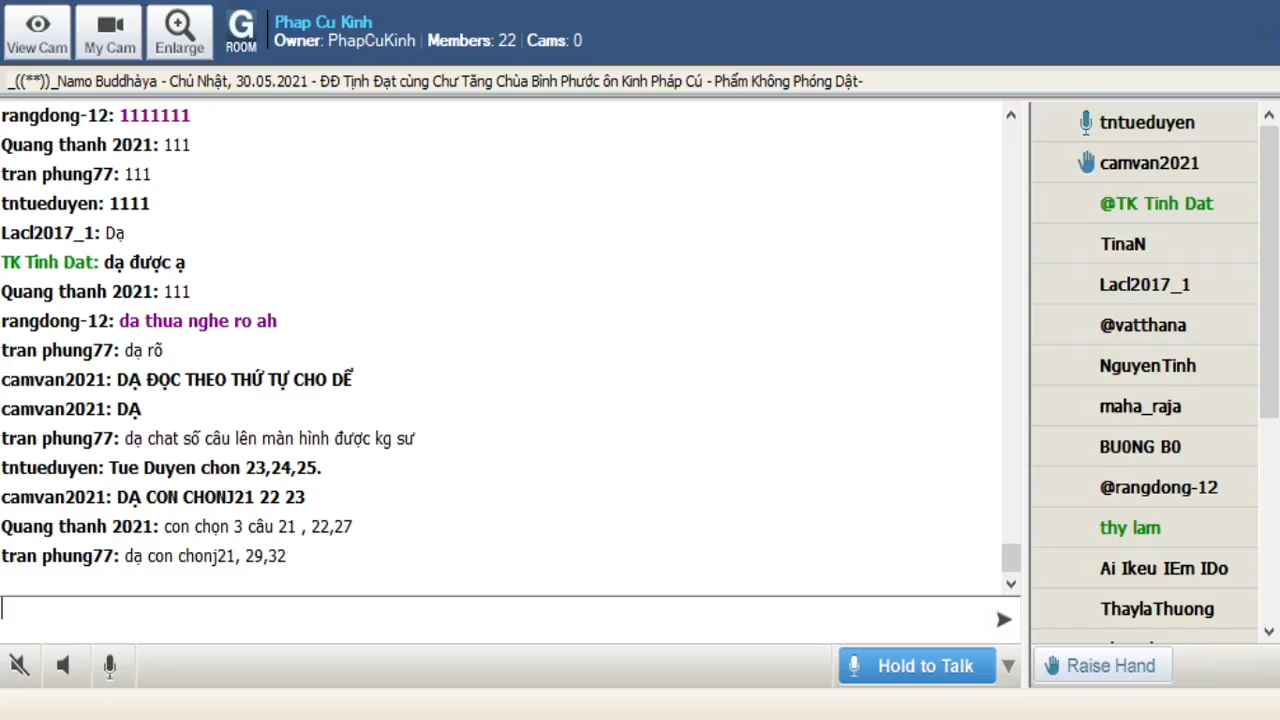 View Cam
My Cam
Enlarge
G
ROOM
Phap Cu Kinh
Owner: PhapCuKinh | Members: 22 | Cams: 0
_((**))_Namo Buddhàya - Chủ Nhật, 30.05.2021 - ĐĐ Tịnh Đạt cùng Chư Tăng Chùa Bình Phước ôn Kinh Pháp Cú - Phẩm Không Phóng Dật-
rangdong-12: 1111111
Quang thanh 2021: 111
tran phung77: 111
tntueduyen: 1111
Lacl2017_1: Dạ
TK Tinh Dat: dạ được ạ
Quang thanh 2021: 111
rangdong-12: da thua nghe ro ah
tran phung77: dạ rõ
camvan2021: DẠ ĐỌC THEO THỨ TỰ CHO DỂ
camvan2021: DẠ
tran phung77: dạ chat số câu lên màn hình được kg sư
tntueduyen: Tue Duyen chon 23,24,25.
camvan2021: DẠ CON CHONJ21 22 23
Quang thanh 2021: con chọn 3 câu 21 , 22,27
tran phung77: dạ con chonj21, 29,32
tntueduyen
camvan2021
@TK Tinh Dat
TinaN
Lacl2017_1
@vatthana
NguyenTinh
maha_raja
BU0NG B0
@rangdong-12
thy lam
Ai Ikeu IEm IDo
ThaylaThuong
Hold to Talk
Raise Hand